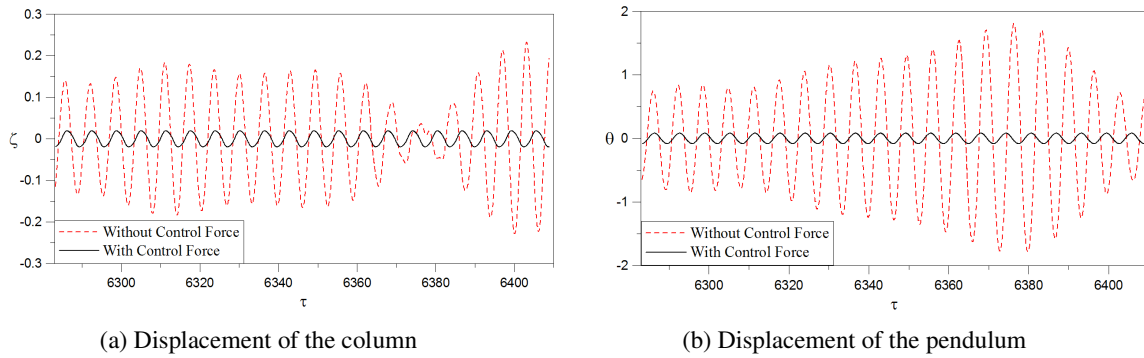 (a)
0.3
0.2
0.1
0
-0.1
-0.2
-0.3
ξ
Without Control Force
With Control Force
6300
6320
6340
6360
6380
6400
τ
(a) Displacement of the column
(b)
2
1
0
-1
-2
θ
Without Control Force
With Control Force
6300
6320
6340
6360
6380
6400
τ
(b) Displacement of the pendulum